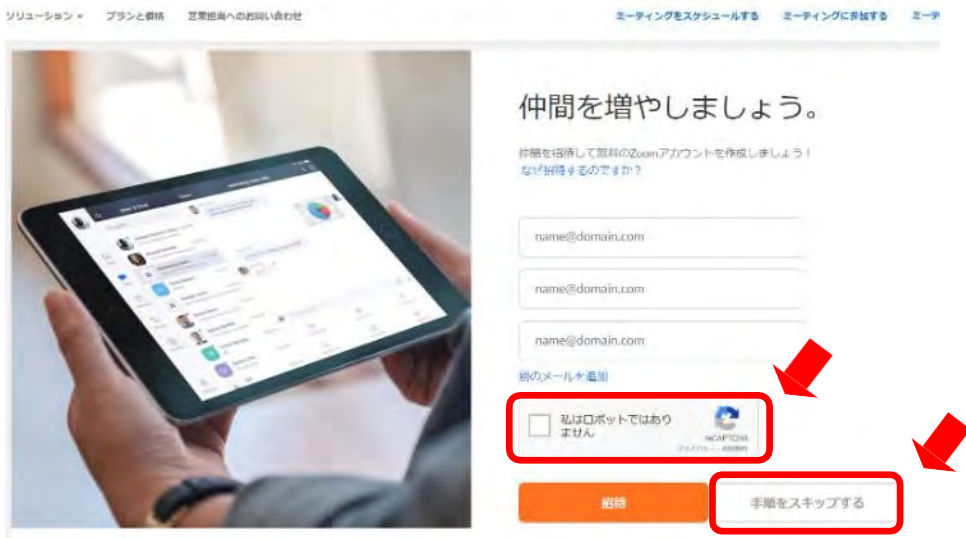 ソリューション プランと価格 営業担当へのお問い合わせ ミーティングをスケジュールする ミーティングに参加する
仲間を増やしましょう。
仲間を招待して無料のZoomアカウントを作成しましょう！
なぜ招待するのですか？
name@domain.com
name@domain.com
name@domain.com
別のメールを追加
私はロボットではあり
ません
reCAPTCHA
招待 手順をスキップする